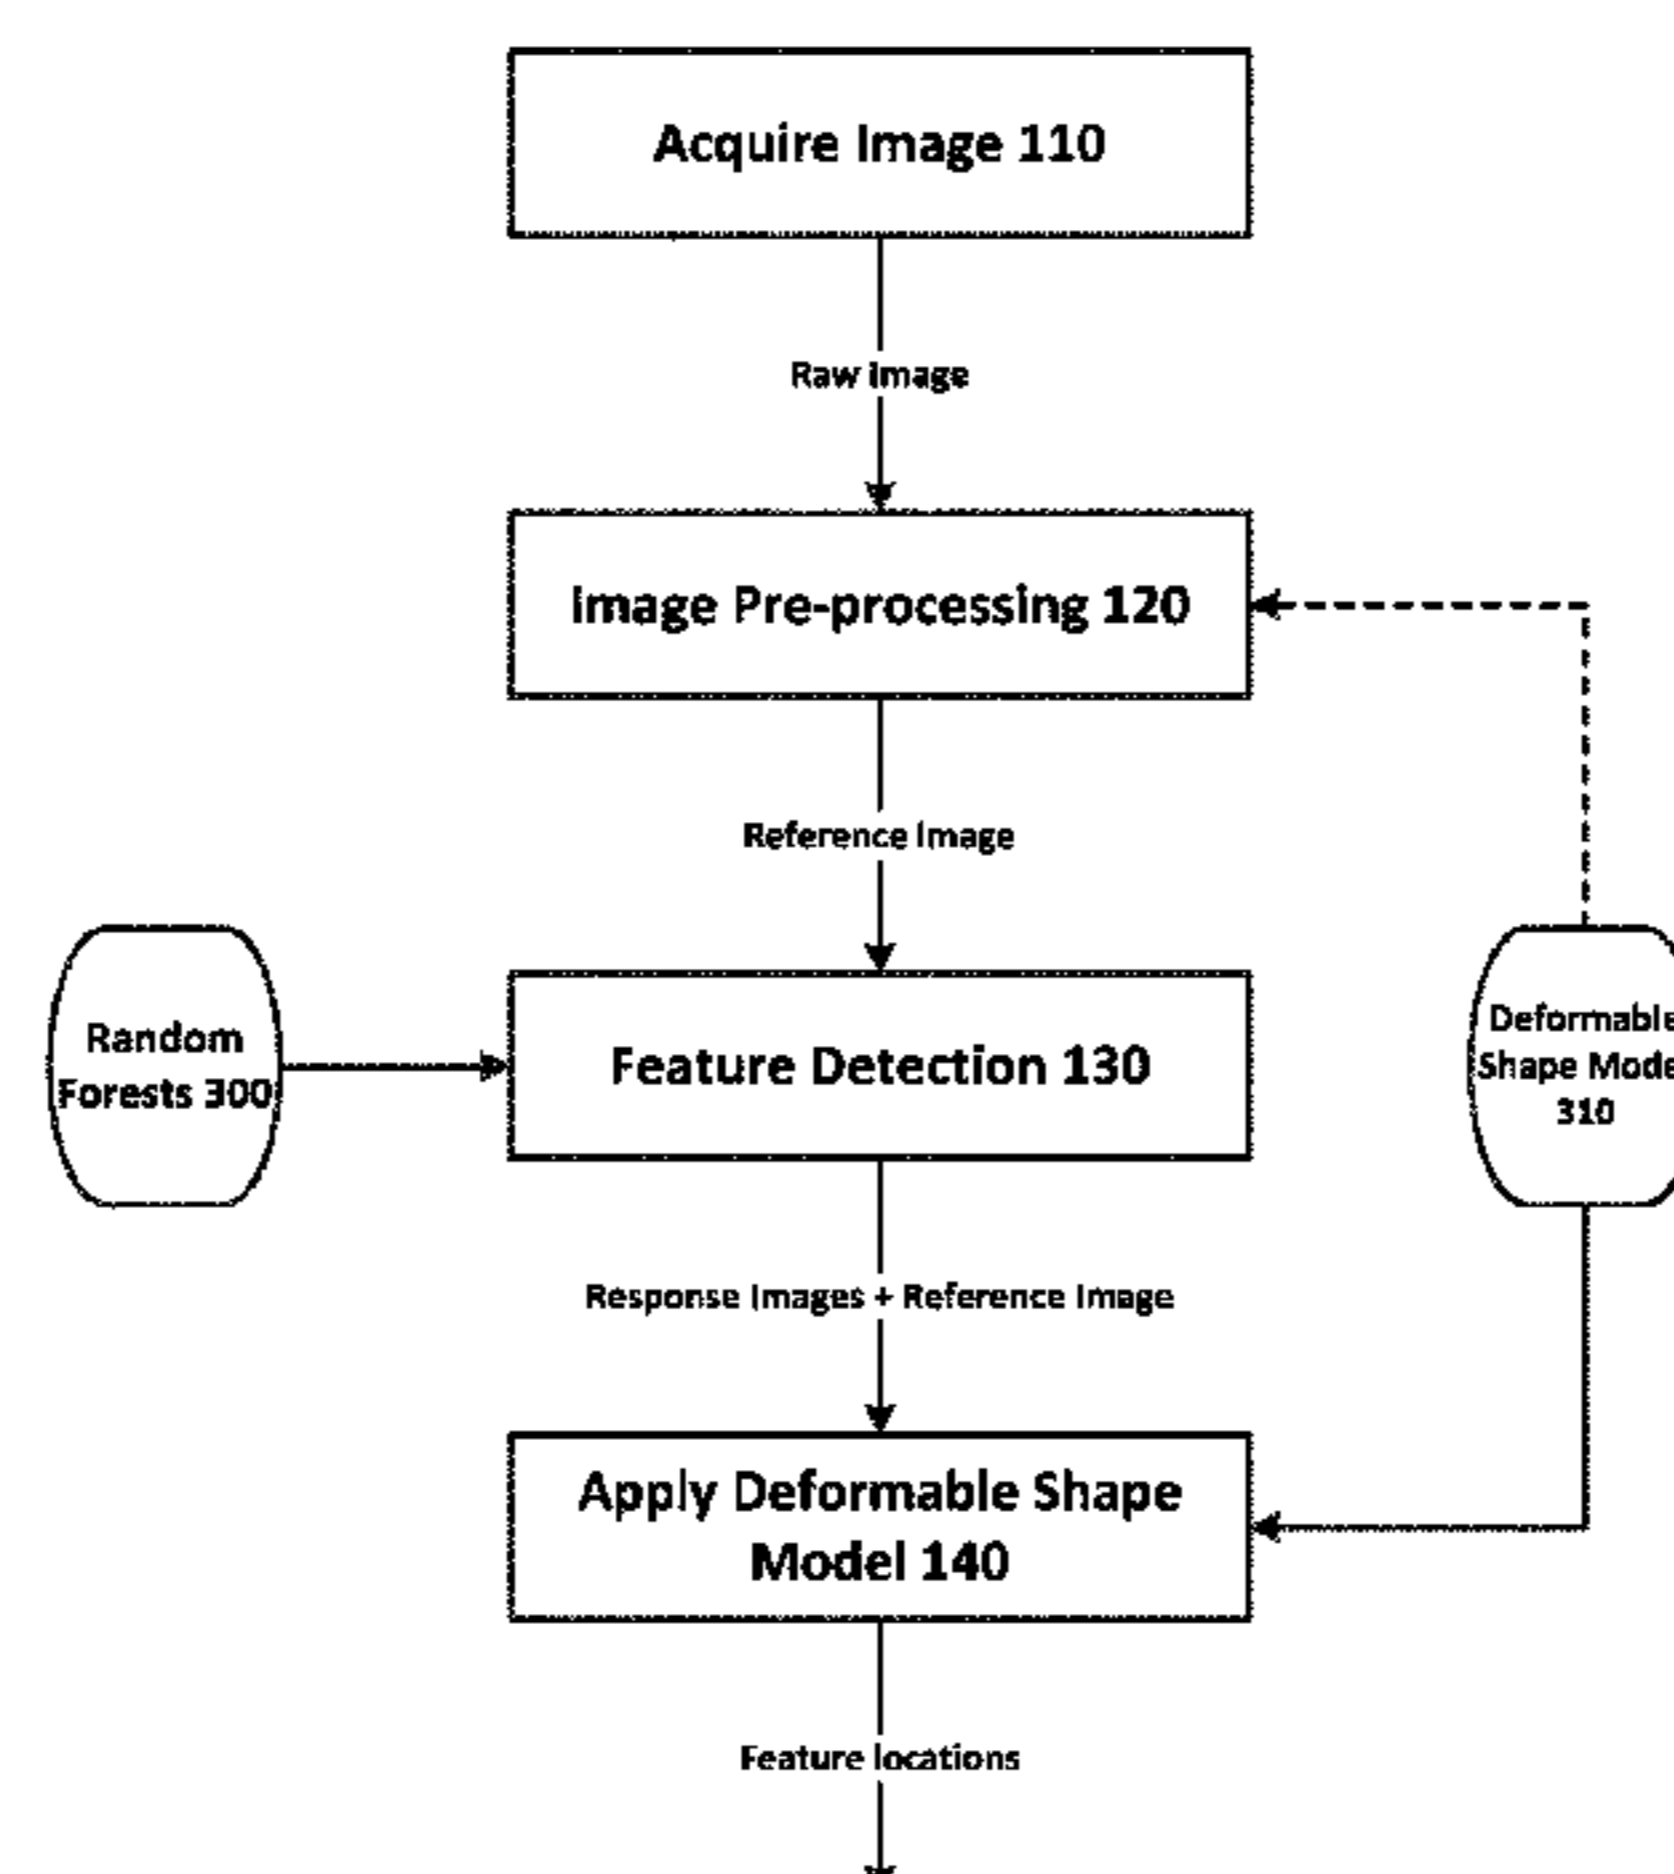 Acquire Image 110
Raw Image
Image Pre-processing 120
Reference Image
Random
Forests 300
Feature Detection 130
Deformable
Shape Mode
310
Response Images + Reference Image
Apply Deformable Shape
Model 140
Feature locations